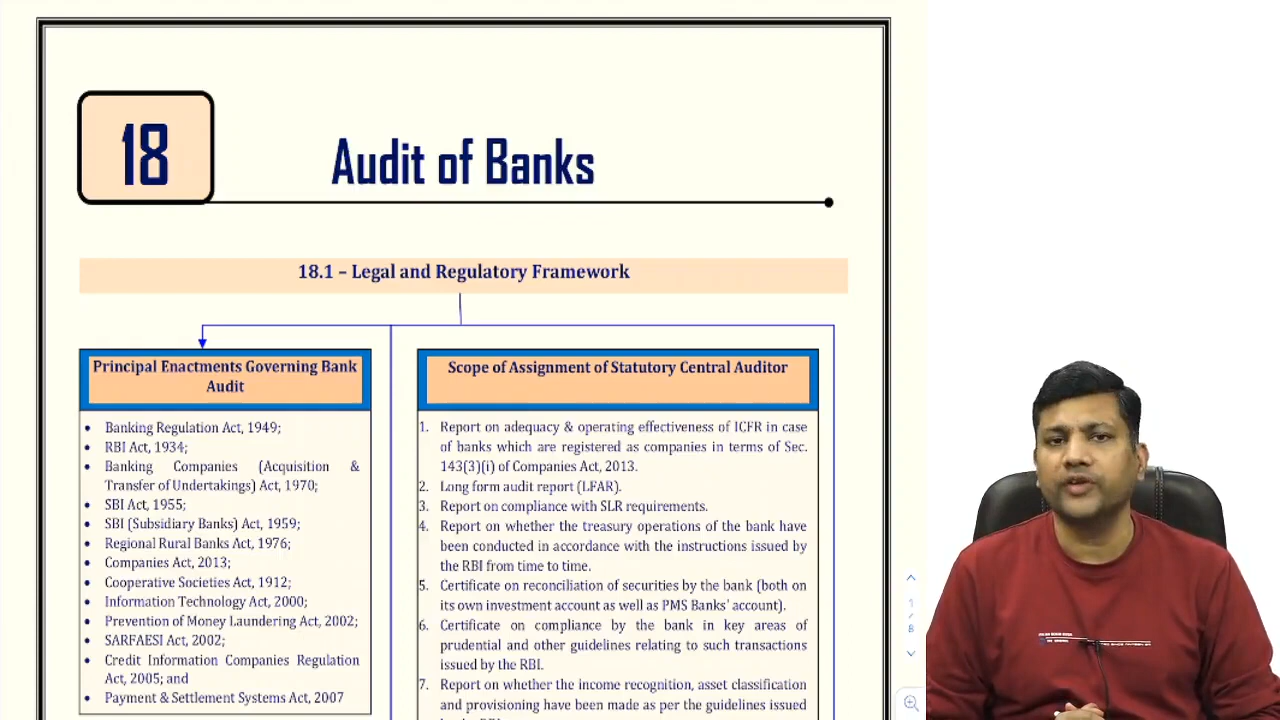 18
Audit of Banks
18.1 – Legal and Regulatory Framework
Principal Enactments Governing Bank
Audit
• Banking Regulation Act, 1949;
• RBI Act, 1934;
• Banking Companies (Acquisition &
Transfer of Undertakings) Act, 1970;
• SBI Act, 1955;
• SBI (Subsidiary Banks) Act, 1959;
• Regional Rural Banks Act, 1976;
• Companies Act, 2013;
• Cooperative Societies Act, 1912;
• Information Technology Act, 2000;
• Prevention of Money Laundering Act, 2002;
• SARFAESI Act, 2002;
• Credit Information Companies Regulation
Act, 2005; and
• Payment & Settlement Systems Act, 2007
Scope of Assignment of Statutory Central Auditor
1. Report on adequacy & operating effectiveness of ICFR in case
of banks which are registered as companies in terms of Sec.
143(3)(i) of Companies Act, 2013.
2. Long form audit report (LFAR).
3. Report on compliance with SLR requirements.
4. Report on whether the treasury operations of the bank have
been conducted in accordance with the instructions issued by
the RBI from time to time.
5. Certificate on reconciliation of securities by the bank (both on
its own investment account as well as PMS Banks' account).
6. Certificate on compliance by the bank in key areas of
prudential and other guidelines relating to such transactions
issued by the RBI.
7. Report on whether the income recognition, asset classification
and provisioning have been made as per the guidelines issued
1
/
8